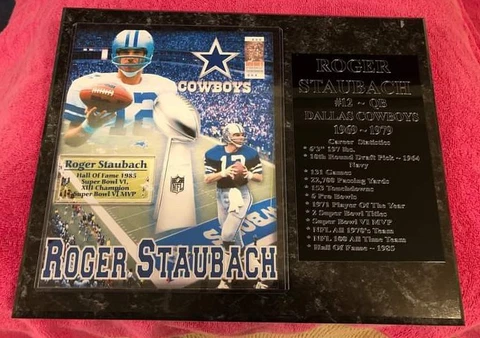 COWBOYS
12
Roger Staubach
Hall Of Fame 1985
Super Bowl VI,
XIII Champion
Super Bowl VI MVP
NFL
12
ROGER STAUBACH
ROGER
STAUBACH
#12 ~ QB
DALLAS COWBOYS
1969 ~ 1979
Career Statistics
* 6'3" 197 lbs.
* 10th Round Draft Pick ~ 1964
Navy
* 131 Games
* 22,700 Passing Yards
* 153 Touchdowns
* 6 Pro Bowls
* 1971 Player Of The Year
* 2 Super Bowl Titles
* Super Bowl VI MVP
* NFL All 1970's Team
* NFL 100 All Time Team
* Hall Of Fame ~ 1985